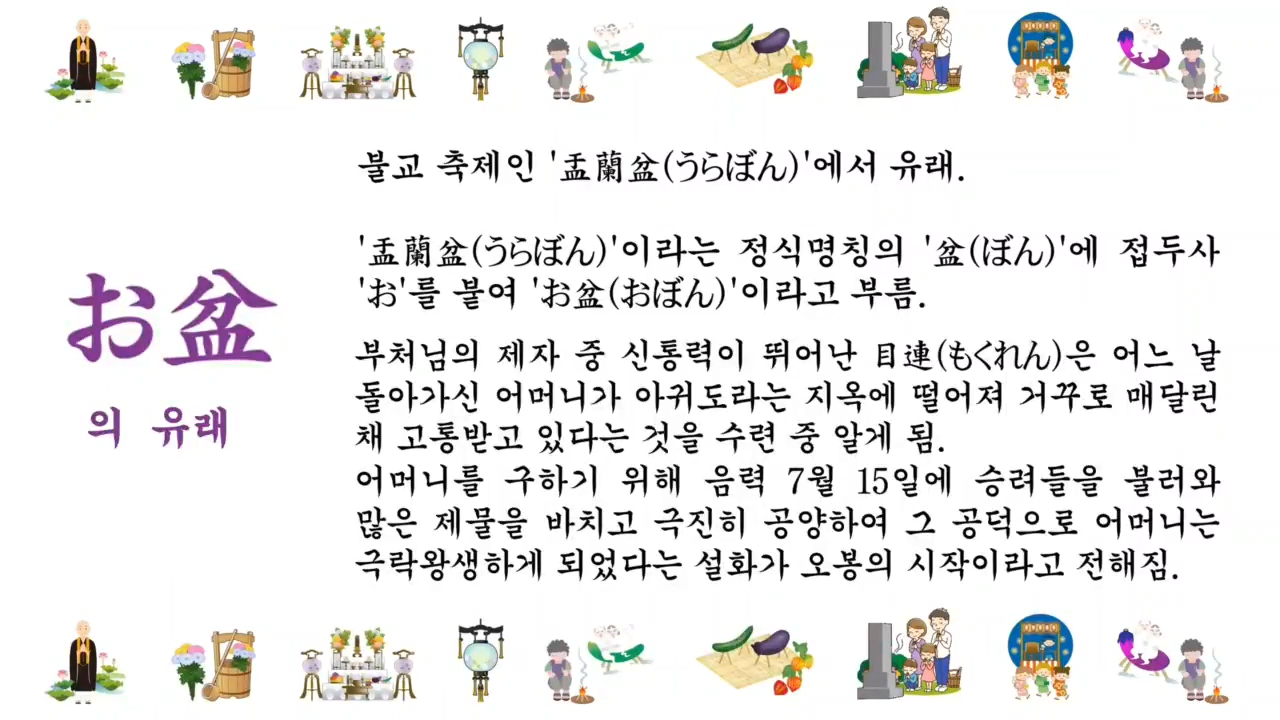 お盆
의 유래
불교 축제인 '盂蘭盆(うらぼん)'에서 유래.
'盂蘭盆(うらぼん)'이라는 정식명칭의 '盆(ぼん)'에 접두사
'お'를 붙여 'お盆(おぼん)'이라고 부름.
부처님의 제자 중 신통력이 뛰어난 目連(もくれん)은 어느 날
돌아가신 어머니가 아귀도라는 지옥에 떨어져 거꾸로 매달린
채 고통받고 있다는 것을 수련 중 알게 됨.
어머니를 구하기 위해 음력 7월 15일에 승려들을 불러와
많은 제물을 바치고 극진히 공양하여 그 공덕으로 어머니는
극락왕생하게 되었다는 설화가 오봉의 시작이라고 전해짐.